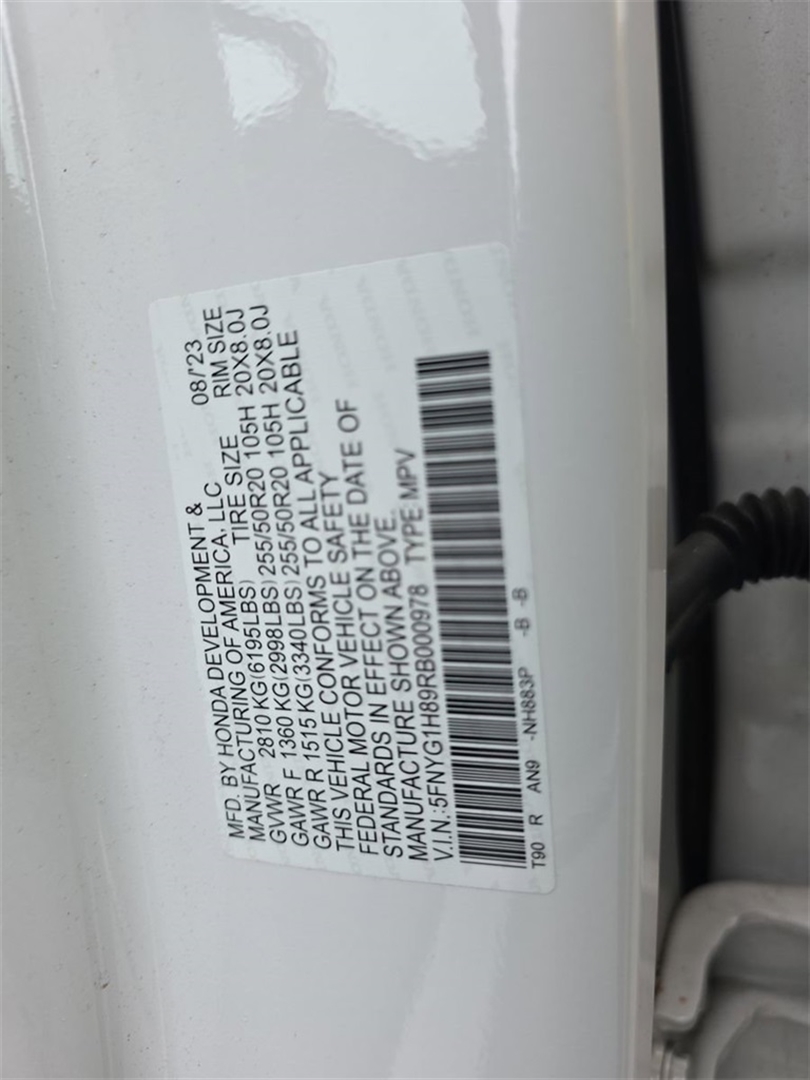 MFD. BY HONDA DEVELOPMENT & 08/'23
MANUFACTURING OF AMERICA, LLC RIM SIZE
GVWR 2810 KG(6195LBS) TIRE SIZE
GAWR F 1360 KG(2998LBS) 255/50R20 105H 20X8.0J
GAWR R 1515 KG(3340LBS) 255/50R20 105H 20X8.0J
THIS VEHICLE CONFORMS TO ALL APPLICABLE
FEDERAL MOTOR VEHICLE SAFETY
STANDARDS IN EFFECT ON THE DATE OF
MANUFACTURE SHOWN ABOVE.
V.I.N.:5FNYG1H89RB000978 TYPE:MPV
T90 R AN9 -NH883P -B -B